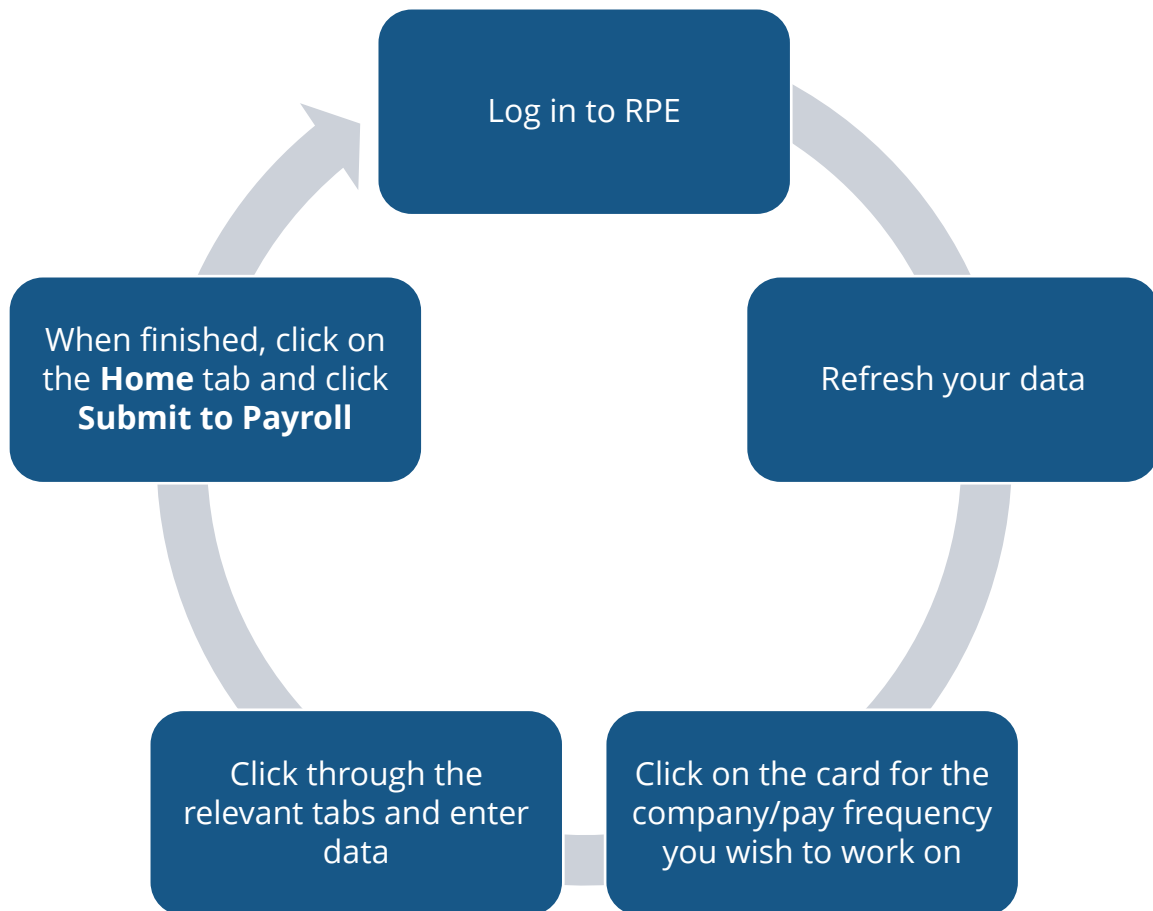 Log in to RPE
Refresh your data
Click on the card for the
company/pay frequency
you wish to work on
Click through the
relevant tabs and enter
data
When finished, click on
the Home tab and click
Submit to Payroll